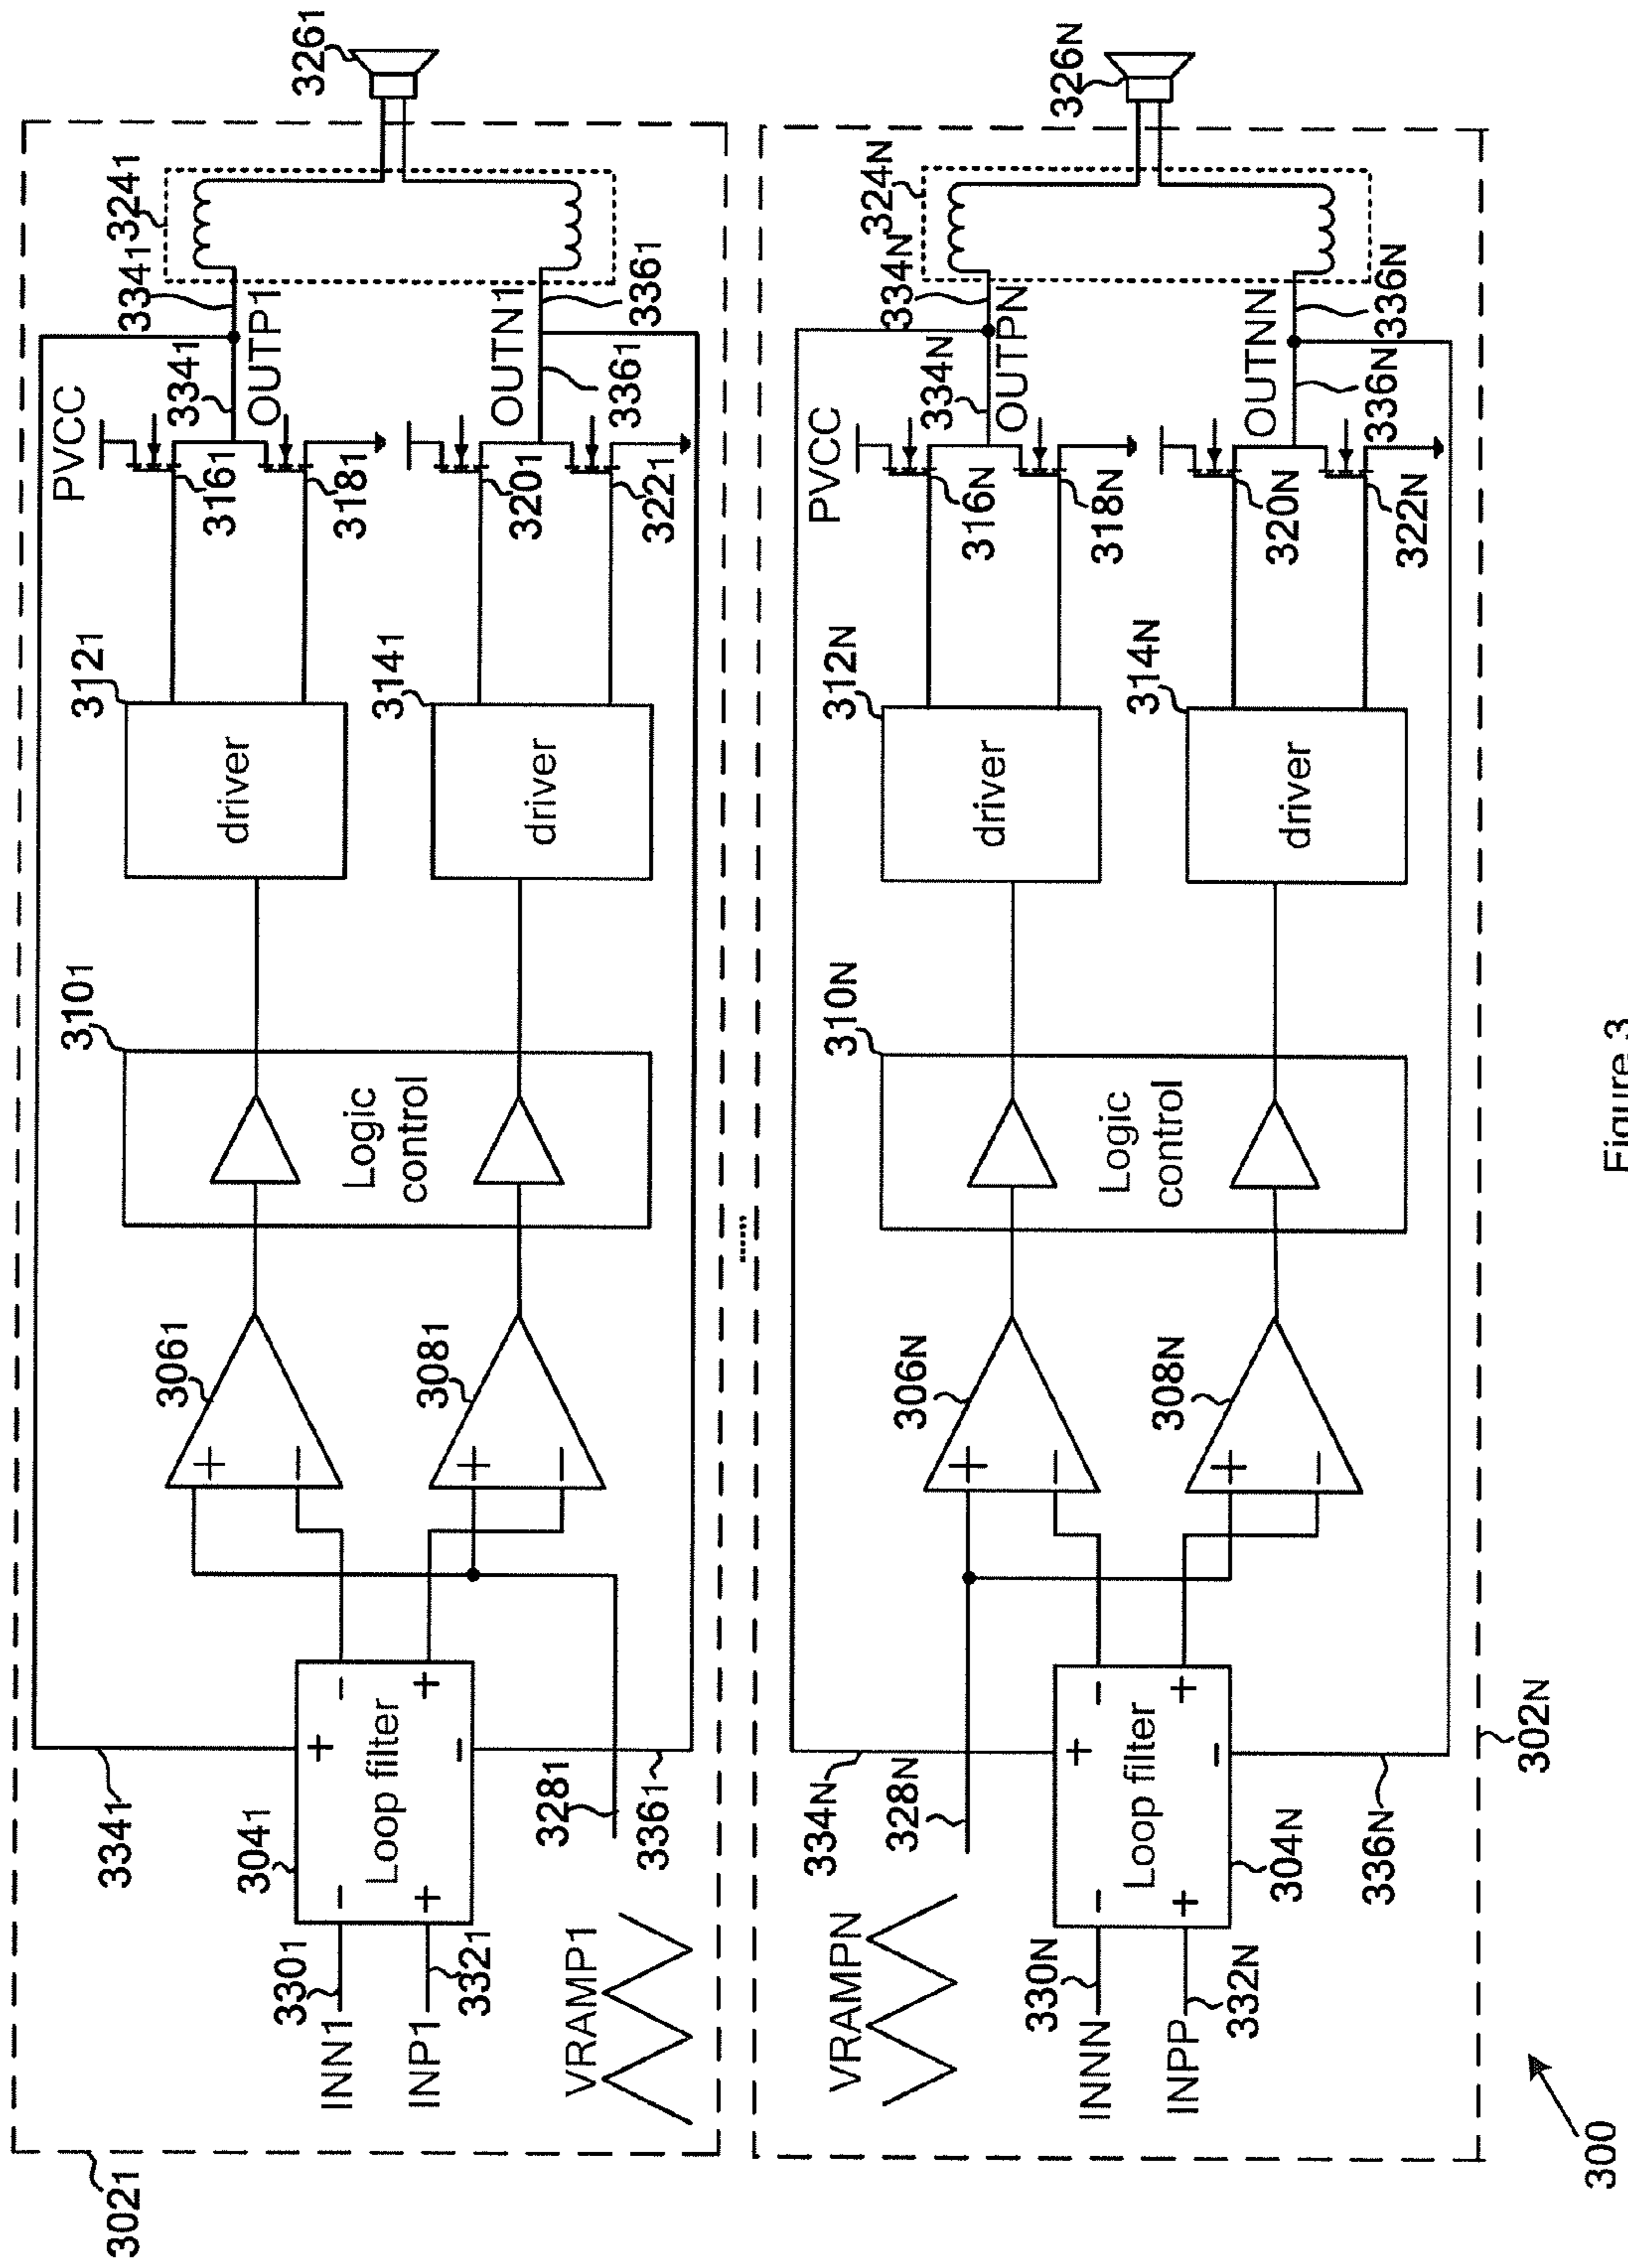 302₁
334₁
304₁
Loop filter
+
-
-
+
-
+
330₁
INN1
INP1
332₁
VRAMP1
328₁
336₁
306₁
+
-
308₁
+
-
310₁
Logic
control
312₁
driver
314₁
driver
PVCC
316₁
318₁
320₁
322₁
334₁
OUTP1
334₁
OUTN1
336₁
336₁
324₁
326₁
......
302N
334N
328N
VRAMPN
304N
Loop filter
+
-
-
+
-
+
330N
INNN
INPP
332N
336N
306N
+
-
308N
+
-
310N
Logic
control
312N
driver
314N
driver
PVCC
316N
318N
320N
322N
334N
OUTPN
334N
OUTNN
336N
336N
324N
326N
300
Figure 3